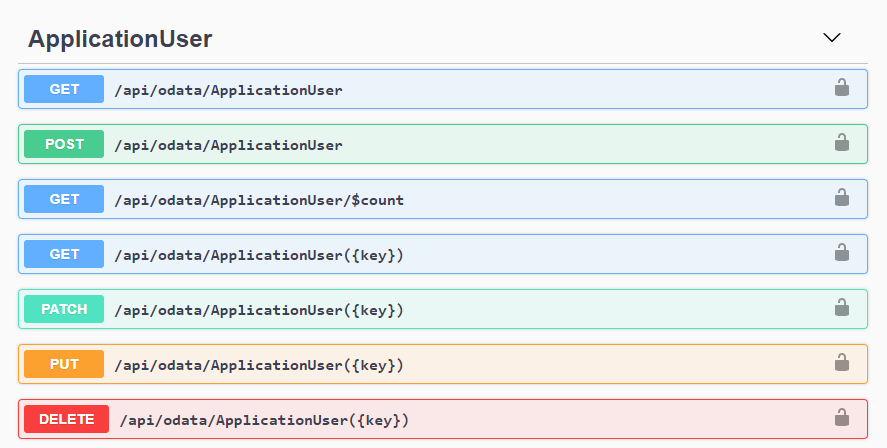 ApplicationUser
GET /api/odata/ApplicationUser
POST /api/odata/ApplicationUser
GET /api/odata/ApplicationUser/$count
GET /api/odata/ApplicationUser({key})
PATCH /api/odata/ApplicationUser({key})
PUT /api/odata/ApplicationUser({key})
DELETE /api/odata/ApplicationUser({key})